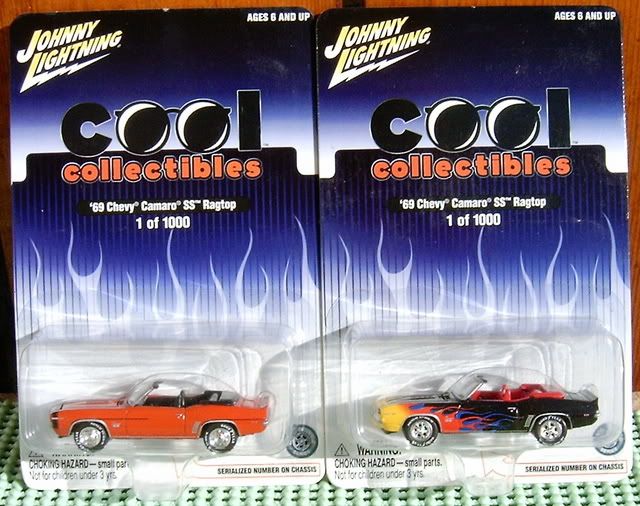 JOHNNY
LIGHTNING
AGES 6 AND UP
cool
collectibles
'69 Chevy® Camaro® SS™ Ragtop
1 of 1000
WARNING:
CHOKING HAZARD — small par
Not for children under 3 yrs.
SERIALIZED NUMBER ON CHASSIS
JOHNNY
LIGHTNING
AGES 6 AND UP
cool
collectibles
'69 Chevy® Camaro® SS™ Ragtop
1 of 1000
WARNING:
CHOKING HAZARD — small parts.
Not for children under 3 yrs.
SERIALIZED NUMBER ON CHASSIS